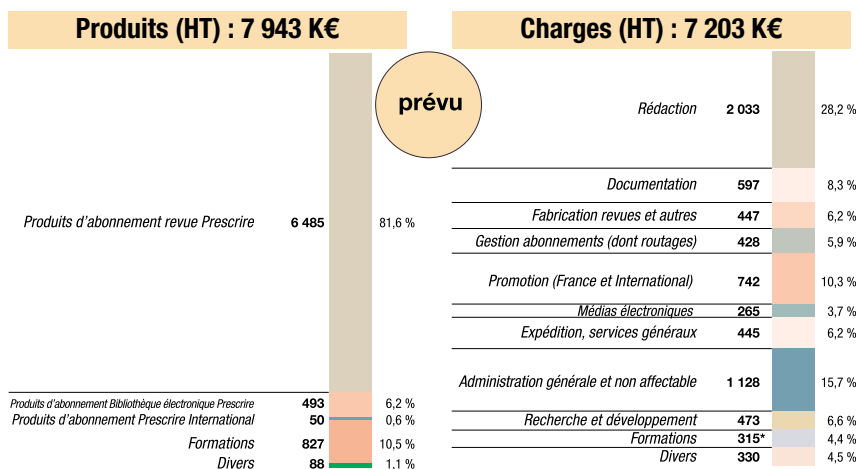 Produits (HT) : 7 943 K€
Produits d'abonnement revue Prescrire 6 485 81,6 %
Produits d'abonnement Bibliothèque électronique Prescrire 493 6,2 %
Produits d'abonnement Prescrire International 50 0,6 %
Formations 827 10,5 %
Divers 88 1,1 %
prévu
Charges (HT) : 7 203 K€
Rédaction 2 033 28,2 %
Documentation 597 8,3 %
Fabrication revues et autres 447 6,2 %
Gestion abonnements (dont routages) 428 5,9 %
Promotion (France et International) 742 10,3 %
Médias électroniques 265 3,7 %
Expédition, services généraux 445 6,2 %
Administration générale et non affectable 1 128 15,7 %
Recherche et développement 473 6,6 %
Formations 315* 4,4 %
Divers 330 4,5 %